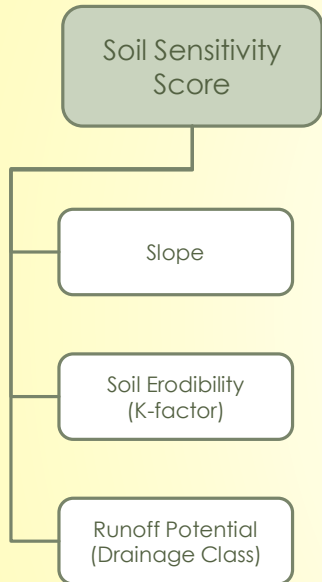 Soil Sensitivity
Score
Slope
Soil Erodibility
(K-factor)
Runoff Potential
(Drainage Class)